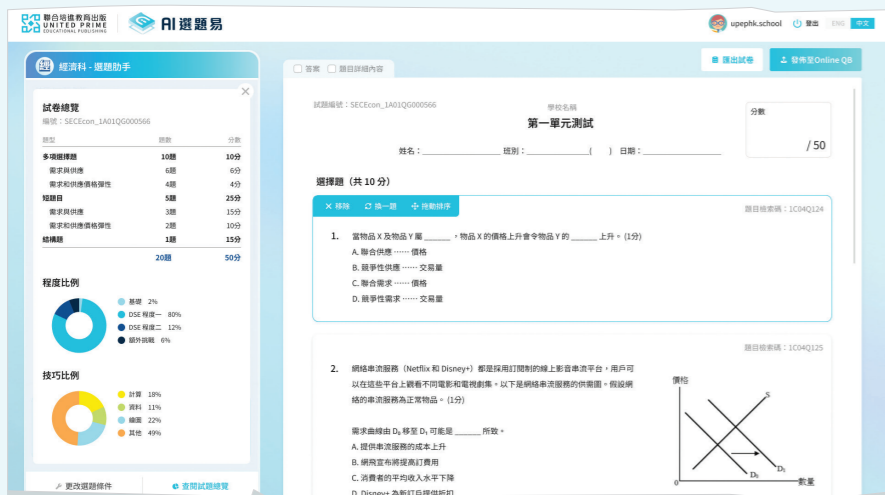 聯合培進教育出版
UNITED PRIME
EDUCATIONAL PUBLISHING
AI選題易
upephk.school
登出
ENG
中文
經濟科 - 選題助手
試卷總覽
編號：SECEcon_1A01QG000566
題型 題數 分數
多項選擇題 10題 10分
需求與供應 6題 6分
需求和供應價格彈性 4題 4分
短題目 5題 25分
需求與供應 3題 15分
需求和供應價格彈性 2題 10分
結構題 1題 15分
20題 50分
程度比例
基礎 2%
DSE 程度一 80%
DSE 程度二 12%
額外挑戰 6%
技巧比例
計算 18%
資料 11%
繪圖 22%
其他 49%
更改選題條件
查閱試題總覽
答案
題目詳細內容
匯出試卷
發佈至Online QB
試題編號：SECEcon_1A01QG000566
學校名稱
第一單元測試
姓名：______ 班別：______( ) 日期：______
分數
/ 50
選擇題（共 10 分）
移除
換一題
拖動排序
題目檢索碼：1C04Q124
1. 當物品 X 及物品 Y 屬 ______ ，物品 X 的價格上升會令物品 Y 的 ______ 上升。(1分)
A. 聯合供應 …… 價格
B. 競爭性供應 …… 交易量
C. 聯合需求 …… 價格
D. 競爭性需求 …… 交易量
題目檢索碼：1C04Q125
2. 網絡串流服務（Netflix 和 Disney+）都是採用訂閱制的線上影音串流平台，用戶可
以在這些平台上觀看不同電影和電視劇集。以下是網絡串流服務的供需圖。假設網
絡的串流服務為正常物品。(1分)
需求曲線由 D₀ 移至 D₁ 可能是 ______ 所致。
A. 提供串流服務的成本上升
B. 網飛宣布將提高訂費用
C. 消費者的平均收入水平下降
D. Disney+ 為新訂戶提供折扣
價格
S
D₁
D₀
0
數量